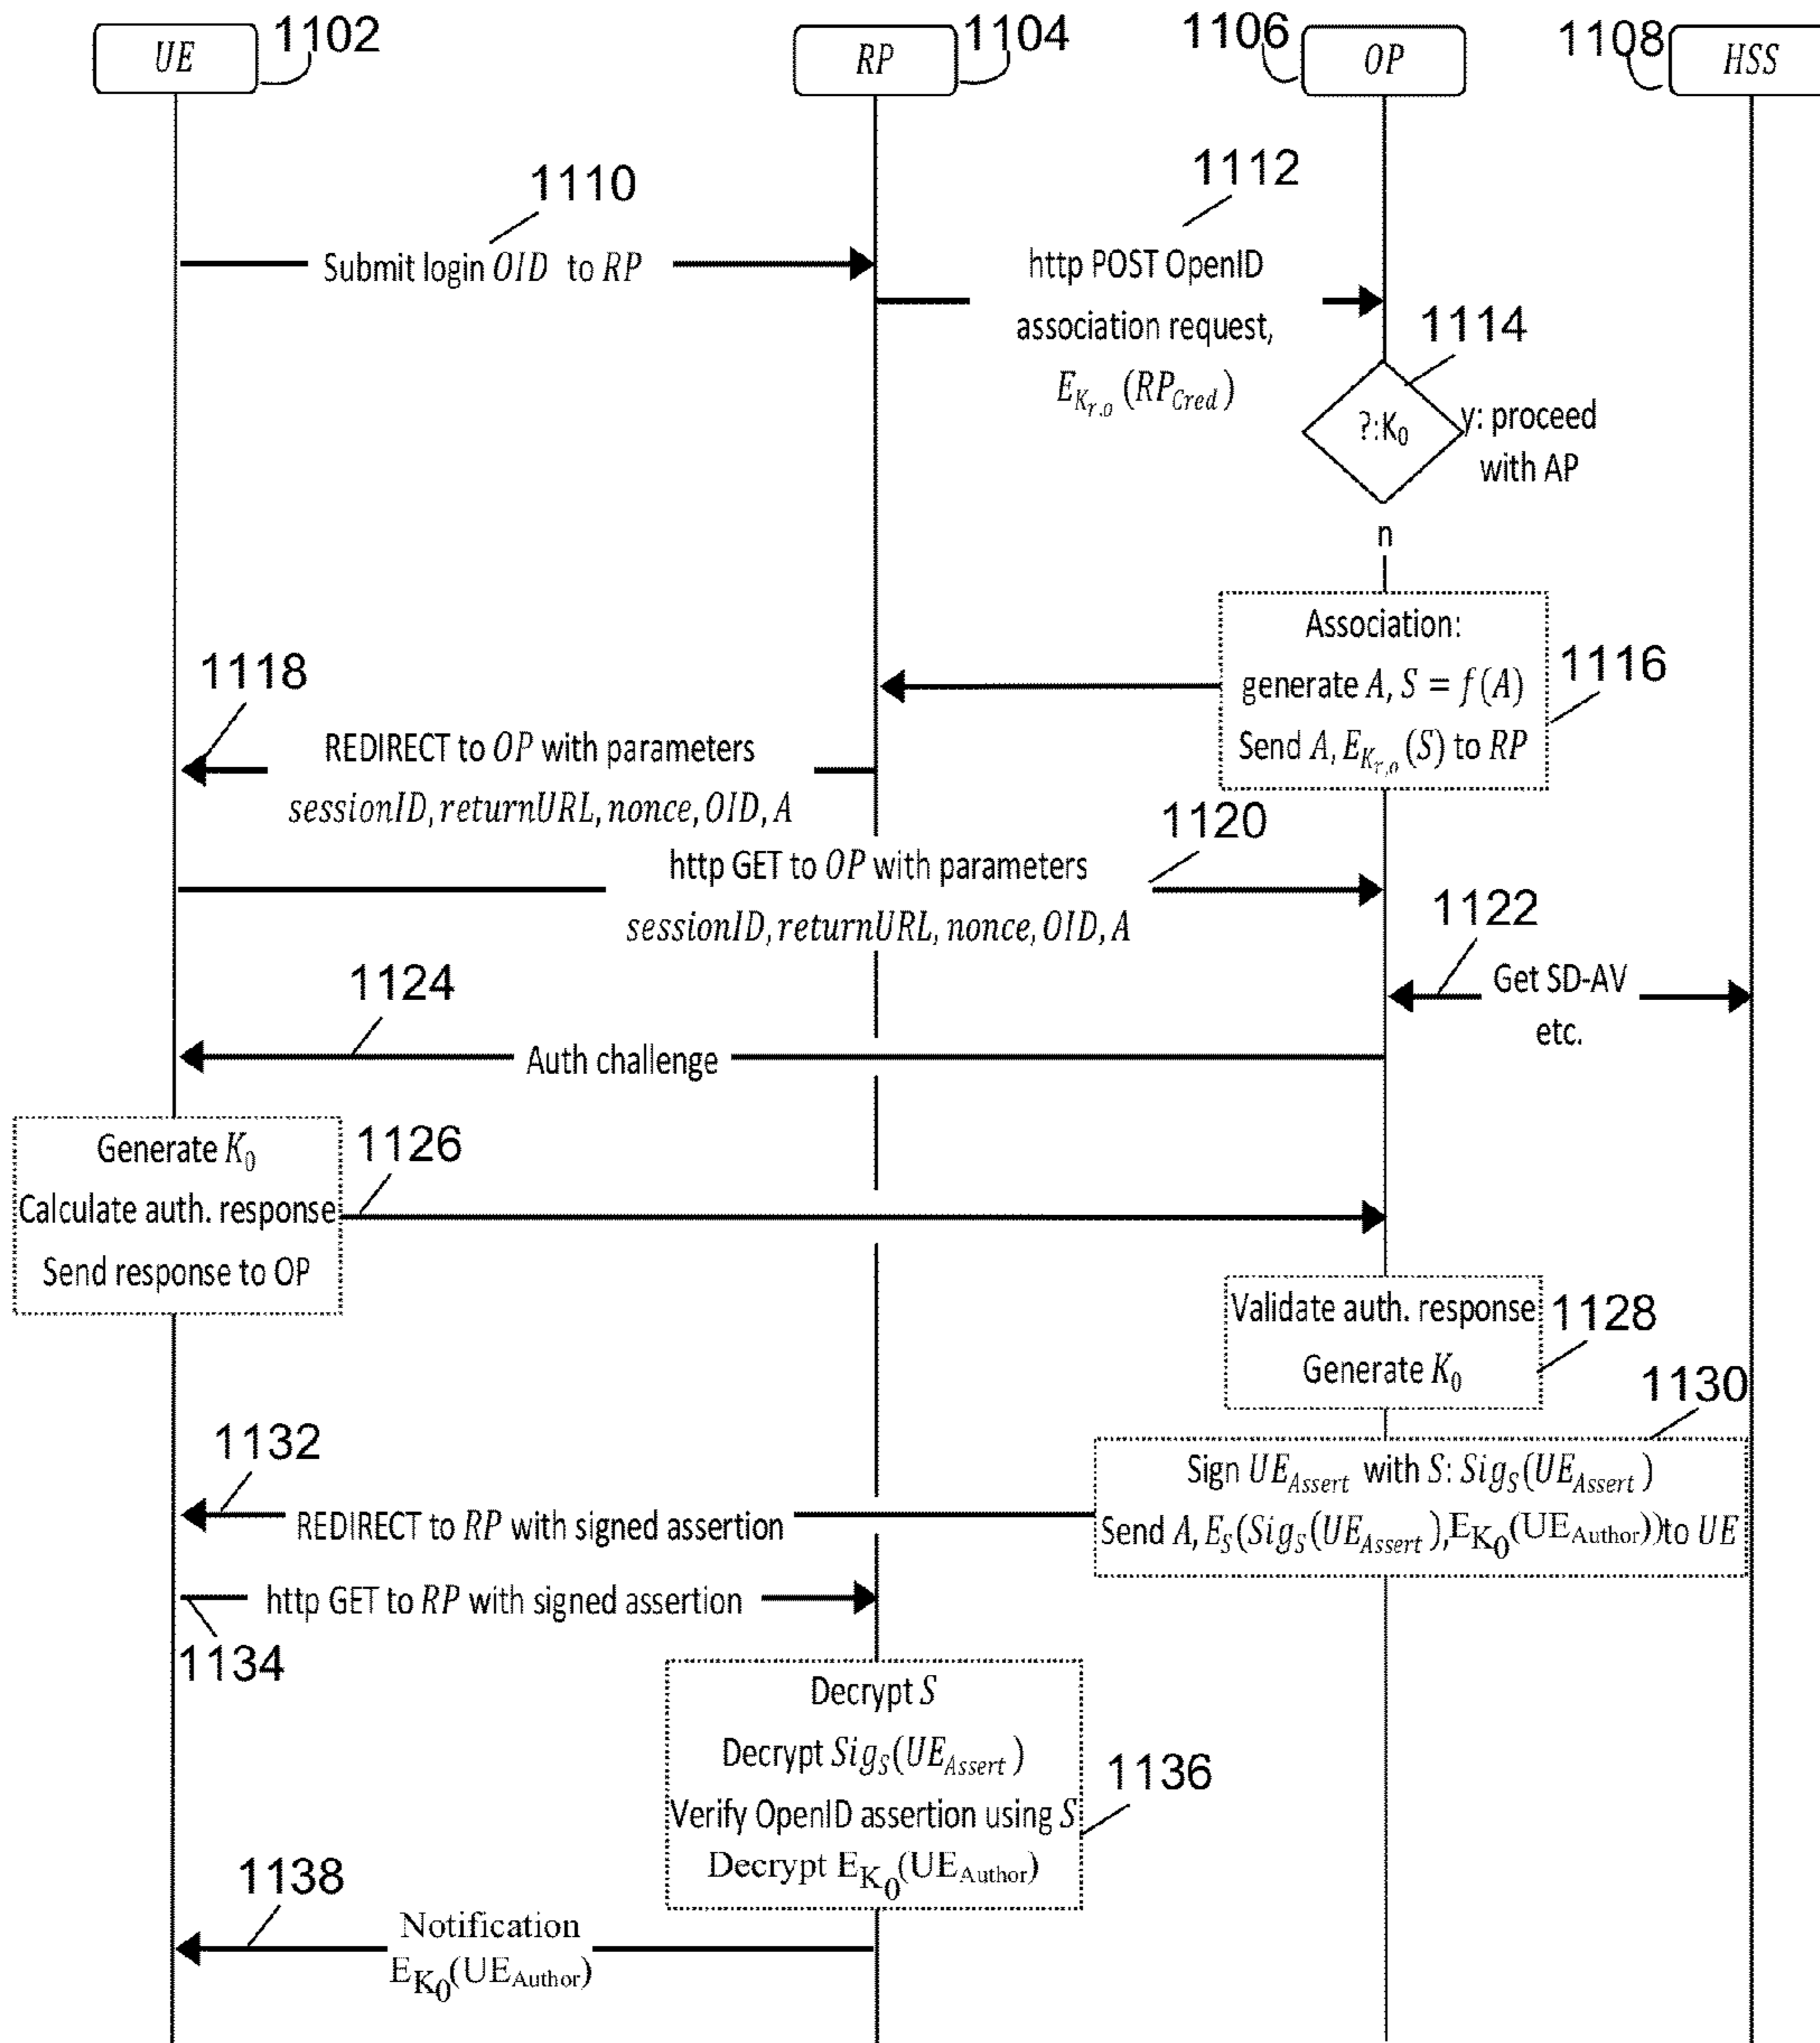 UE
1102
RP
1104
1106
OP
1108
HSS
1110
Submit login OID to RP
1112
http POST OpenID
association request,
E_{K_{r,o}}(RP_{Cred})
1114
?:K₀
y: proceed
with AP
n
Association:
generate A, S = f(A)
Send A, E_{K_{r,o}}(S) to RP
1116
1118
REDIRECT to OP with parameters
sessionID, returnURL, nonce, OID, A
1120
http GET to OP with parameters
sessionID, returnURL, nonce, OID, A
1122
Get SD-AV
etc.
1124
Auth challenge
Generate K₀
Calculate auth. response
Send response to OP
1126
Validate auth. response
Generate K₀
1128
1130
Sign UE_{Assert} with S: Sig_S(UE_{Assert})
Send A, E_S(Sig_S(UE_{Assert}),E_{K₀}(UE_{Author}))to UE
1132
REDIRECT to RP with signed assertion
http GET to RP with signed assertion
1134
Decrypt S
Decrypt Sig_S(UE_{Assert})
Verify OpenID assertion using S
Decrypt E_{K₀}(UE_{Author})
1136
1138
Notification
E_{K₀}(UE_{Author})